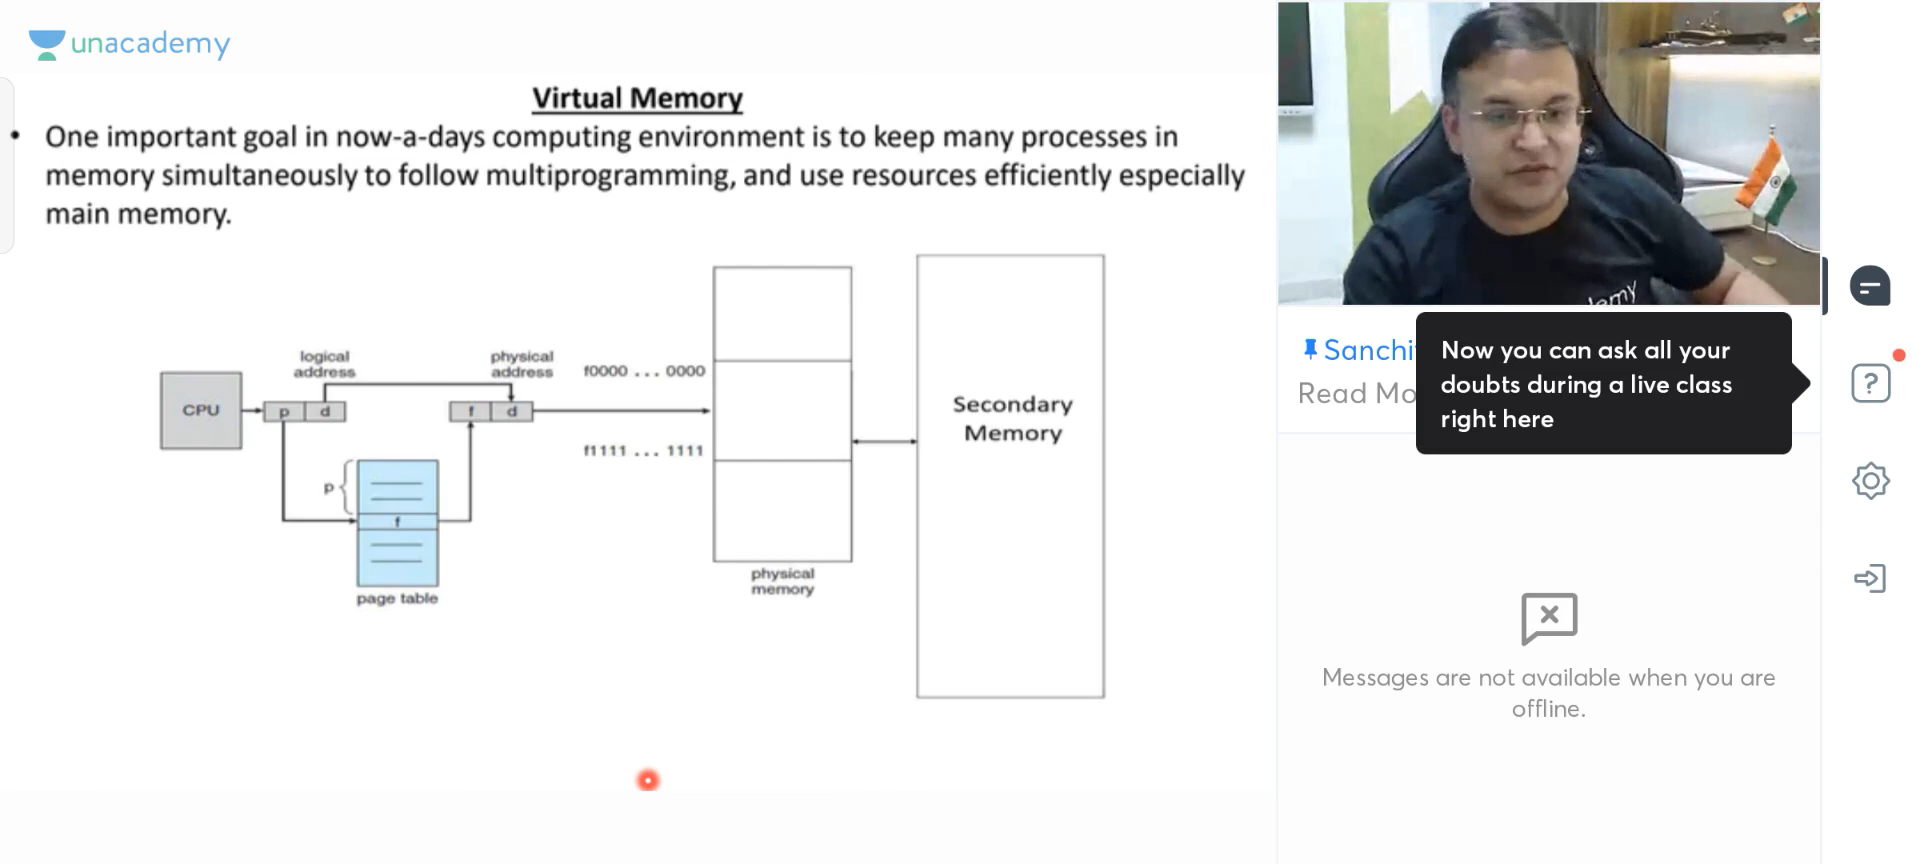 unacademy
Virtual Memory
• One important goal in now-a-days computing environment is to keep many processes in
memory simultaneously to follow multiprogramming, and use resources efficiently especially
main memory.
logical
address
physical
address
f0000 ... 0000
CPU
p d
f d
f1111 ... 1111
p
f
page table
physical
memory
Secondary
Memory
emy
Sanchi
Read Mo
Now you can ask all your
doubts during a live class
right here
?
Messages are not available when you are
offline.